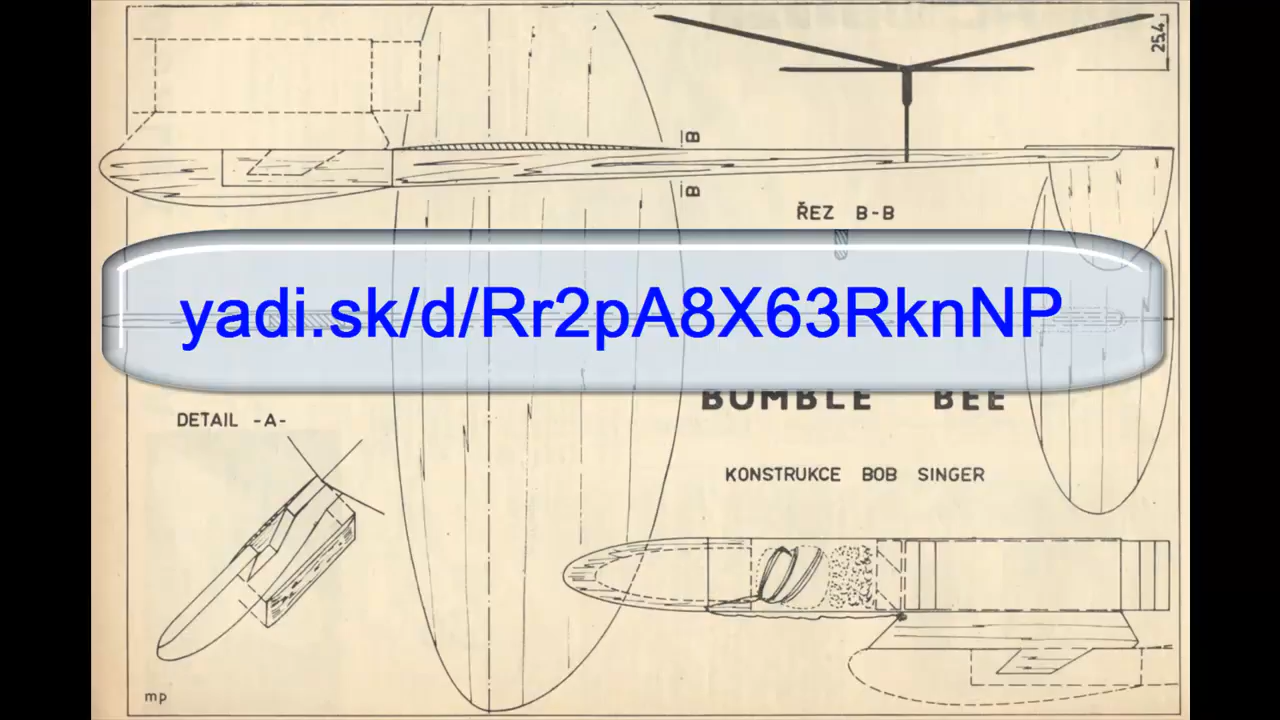 25,4
B
B
ŘEZ B-B
yadi.sk/d/Rr2pA8X63RknNP
BUMBLE BEE
DETAIL -A-
KONSTRUKCE BOB SINGER
mp